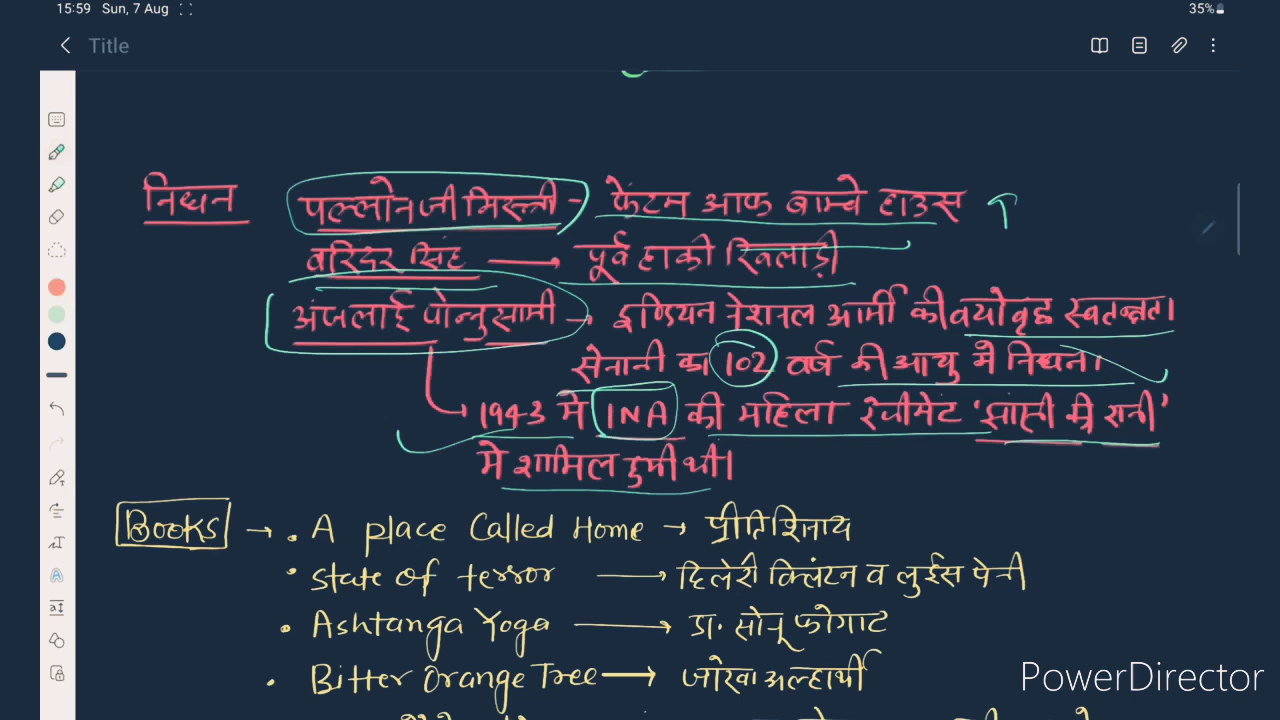 15:59 Sun, 7 Aug 35%
Title
निधन पल्लोनजी मिस्त्री - फेंटम आफ बाम्बे हाउस
वरिंदर सिंह → पूर्व हाकी खिलाड़ी
अंजलाई पोन्नुसामी → इण्डियन नेशनल आर्मी की वयोवृद्ध स्वतन्त्रता
सेनानी का 102 वर्ष की आयु में निधन।
→ 1943 में INA की महिला रेजीमेंट 'झांसी की रानी'
में शामिल हुयी थी।
Books → • A place Called Home → प्रीति शिनाय
• State of terror → हिलेरी क्लिंटन व लुईस पेनी
• Ashtanga Yoga → डा. सोनू फोगाट
• Bitter Orange Tree → जोखा अल्हार्थी
PowerDirector